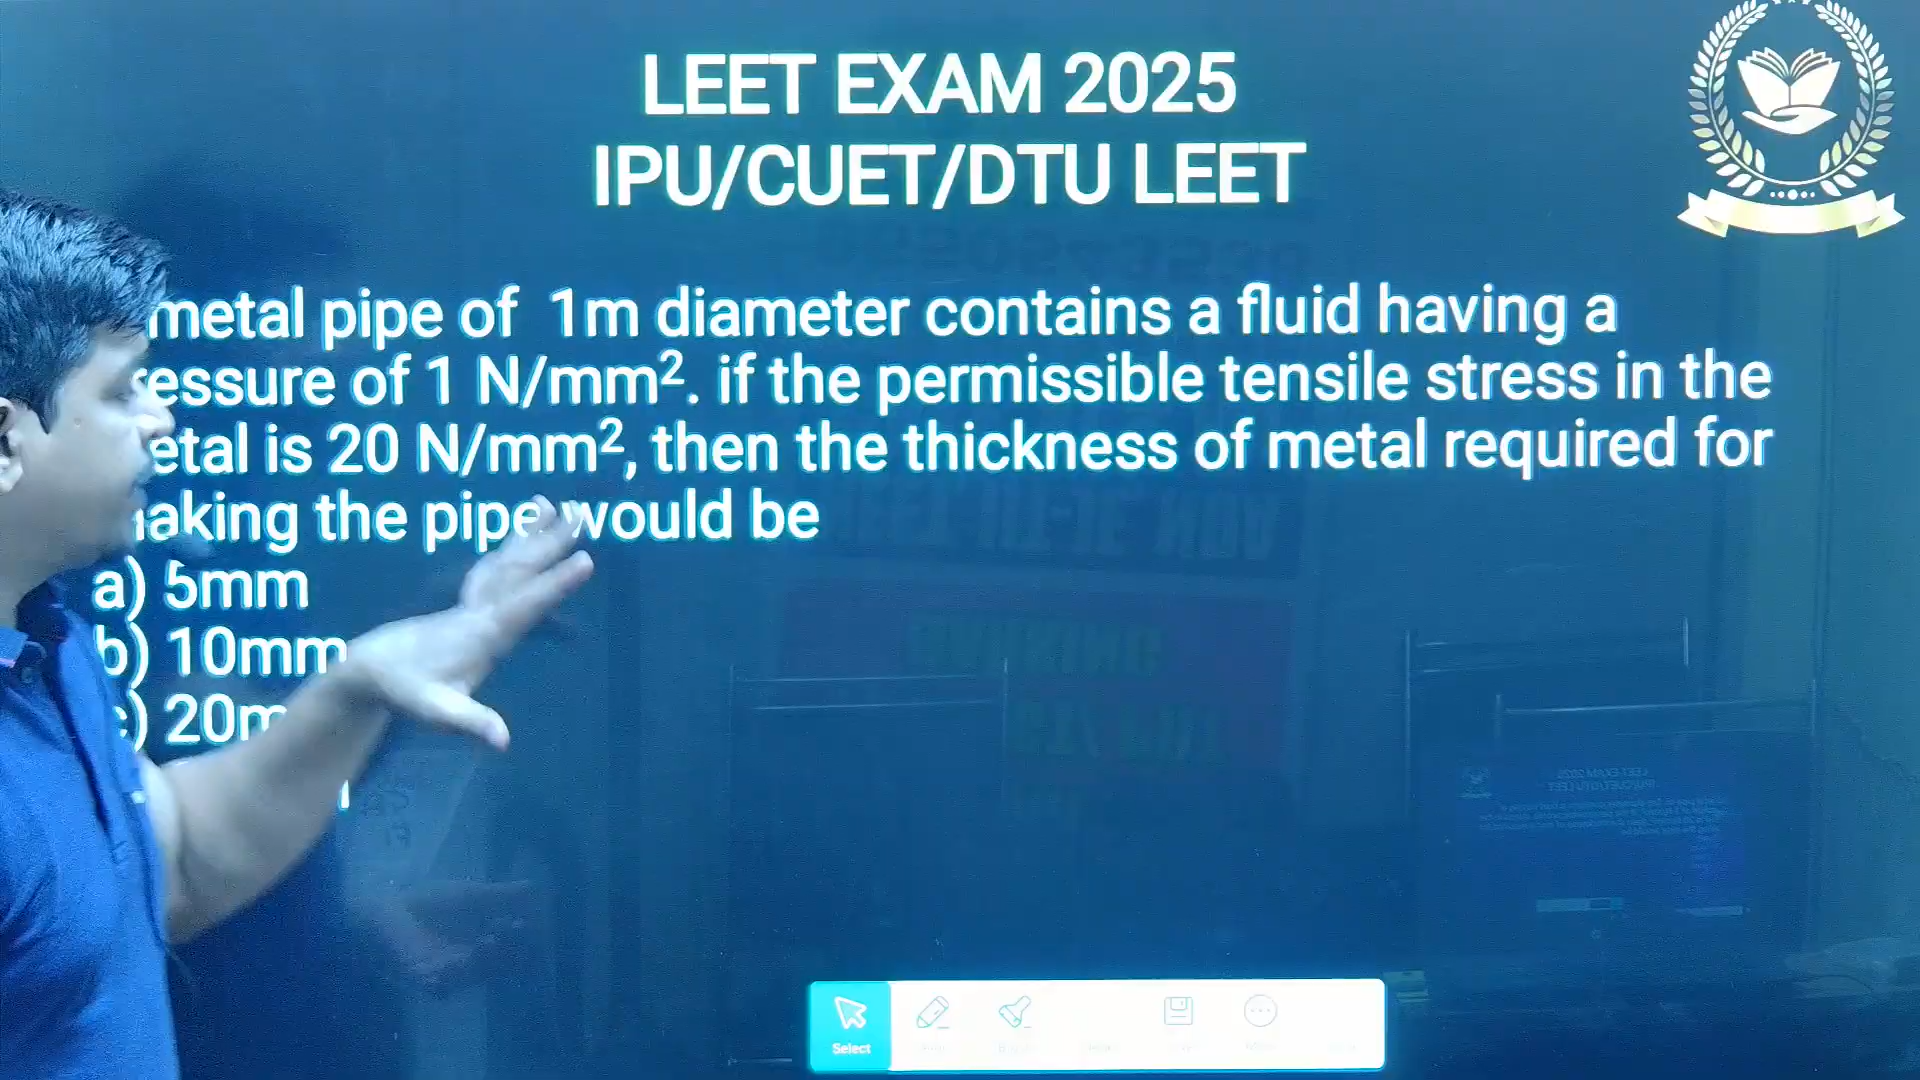 LEET EXAM 2025
IPU/CUET/DTU LEET
metal pipe of 1m diameter contains a fluid having a
ressure of 1 N/mm². if the permissible tensile stress in the
etal is 20 N/mm², then the thickness of metal required for
aking the pipe would be
a) 5mm
b) 10mm
c) 20m
Select